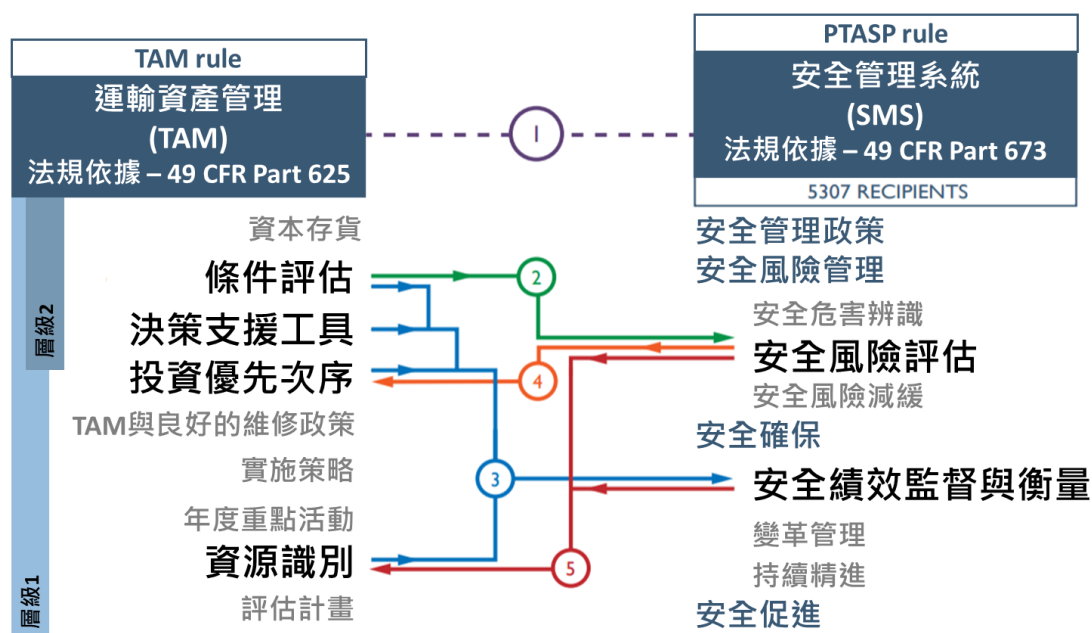 TAM rule
運輸資產管理
(TAM)
法規依據 – 49 CFR Part 625
1
PTASP rule
安全管理系統
(SMS)
法規依據 – 49 CFR Part 673
5307 RECIPIENTS
層級2
層級1
資本存貨
條件評估
決策支援工具
投資優先次序
TAM與良好的維修政策
實施策略
年度重點活動
資源識別
評估計畫
2
4
3
5
安全管理政策
安全風險管理
安全危害辨識
安全風險評估
安全風險減緩
安全確保
安全績效監督與衡量
變革管理
持續精進
安全促進